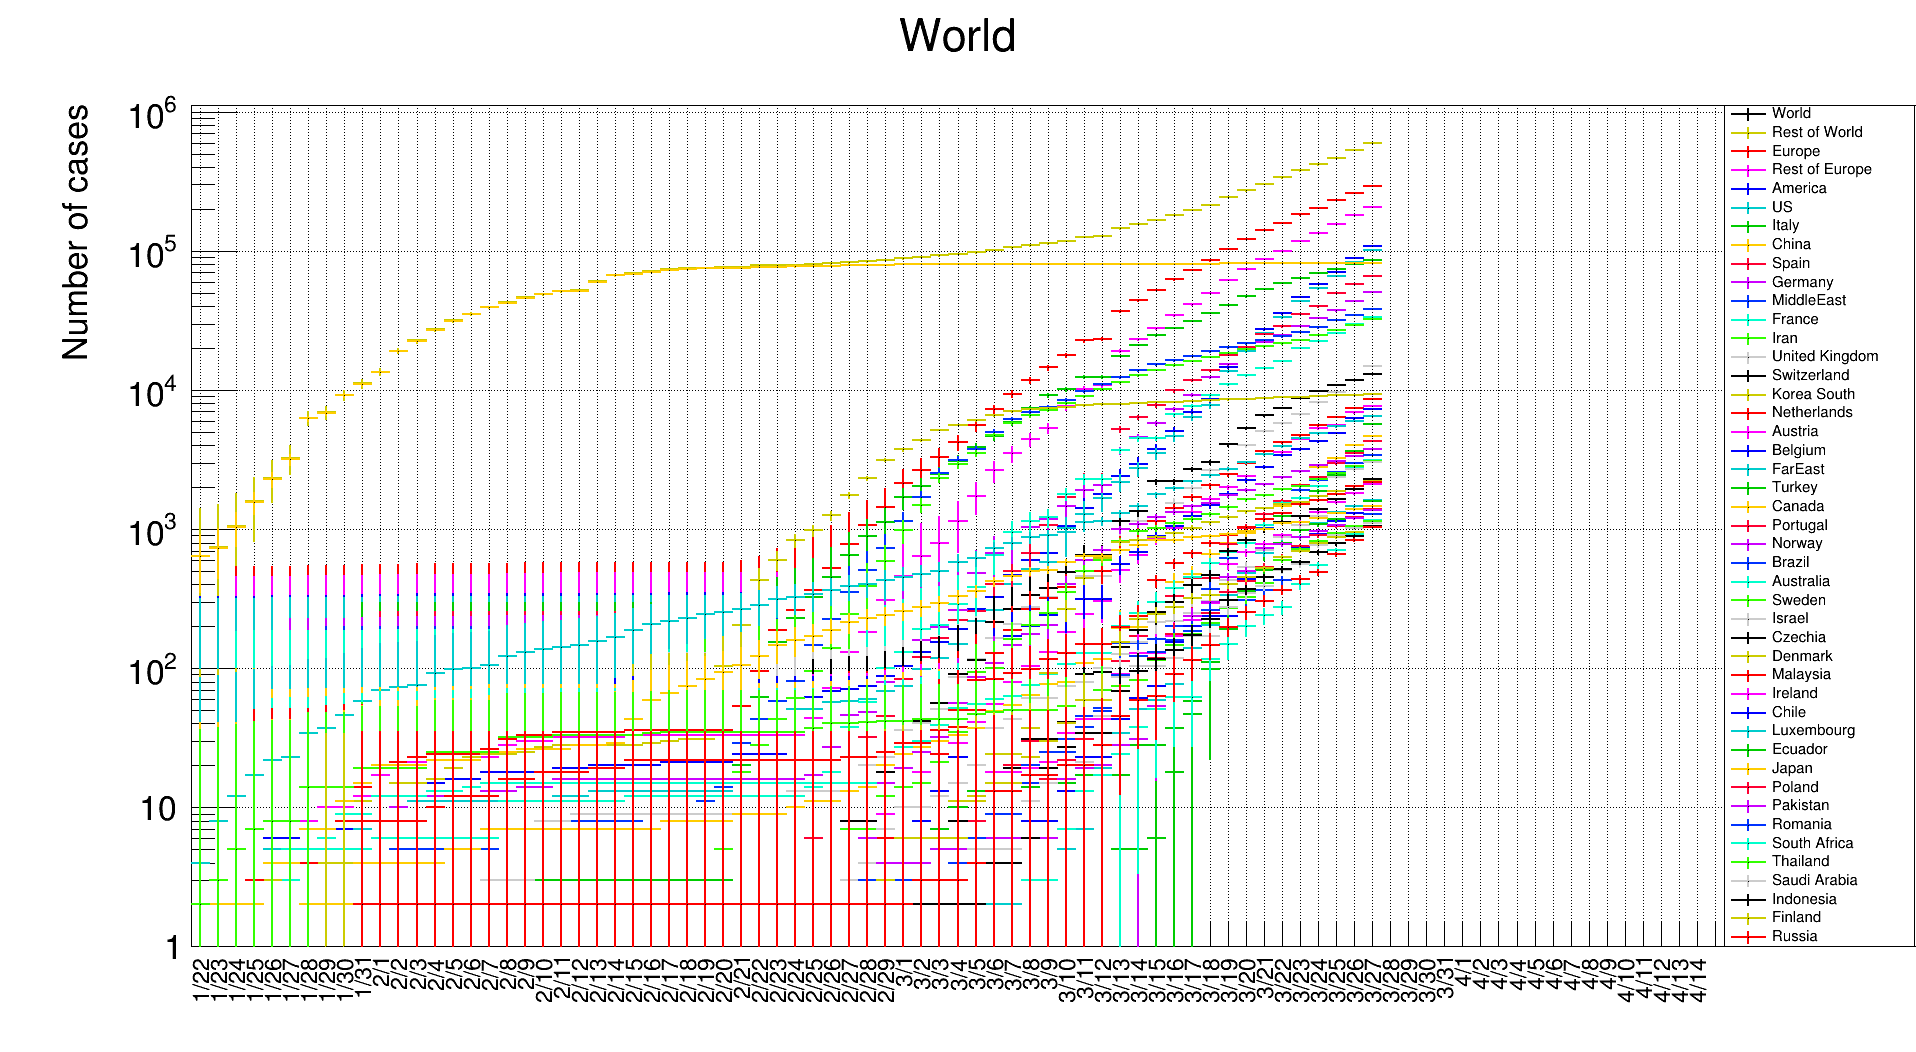 World
Number of cases
10^6
10^5
10^4
10^3
10^2
10
1
World
Rest of World
Europe
Rest of Europe
America
US
Italy
China
Spain
Germany
MiddleEast
France
Iran
United Kingdom
Switzerland
Korea South
Netherlands
Austria
Belgium
FarEast
Turkey
Canada
Portugal
Norway
Brazil
Australia
Sweden
Israel
Czechia
Denmark
Malaysia
Ireland
Chile
Luxembourg
Ecuador
Japan
Poland
Pakistan
Romania
South Africa
Thailand
Saudi Arabia
Indonesia
Finland
Russia
1/22 1/23 1/24 1/25 1/26 1/27 1/28 1/29 1/30 1/31 2/1 2/2 2/3 2/4 2/5 2/6 2/7 2/8 2/9 2/10 2/11 2/12 2/13 2/14 2/15 2/16 2/17 2/18 2/19 2/20 2/21 2/22 2/23 2/24 2/25 2/26 2/27 2/28 2/29 3/1 3/2 3/3 3/4 3/5 3/6 3/7 3/8 3/9 3/10 3/11 3/12 3/13 3/14 3/15 3/16 3/17 3/18 3/19 3/20 3/21 3/22 3/23 3/24 3/25 3/26 3/27 3/28 3/29 3/30 3/31 4/1 4/2 4/3 4/4 4/5 4/6 4/7 4/8 4/9 4/10 4/11 4/12 4/13 4/14